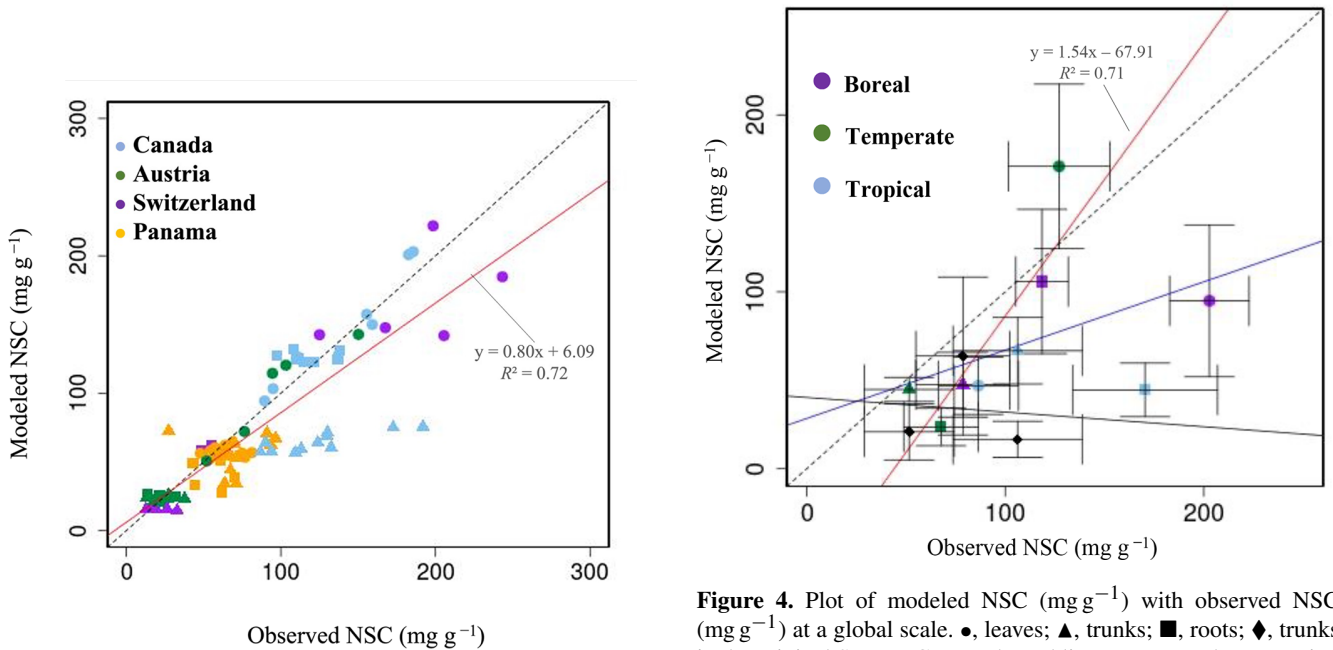 Modeled NSC (mg g⁻¹)
300
200
100
0
Canada
Austria
Switzerland
Panama
y = 0.80x + 6.09
R² = 0.72
0 100 200 300
Observed NSC (mg g⁻¹)
Modeled NSC (mg g⁻¹)
200
100
0
Boreal
Temperate
Tropical
y = 1.54x – 67.91
R² = 0.71
0 100 200
Observed NSC (mg g⁻¹)
Figure 4. Plot of modeled NSC (mg g⁻¹) with observed NSC
(mg g⁻¹) at a global scale. ●, leaves; ▲, trunks; ■, roots; ♦, trunks